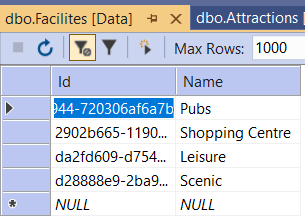 dbo.Facilites [Data] dbo.Attractions [
Max Rows: 1000
Id Name
944-720306af6a7b Pubs
2902b665-1190... Shopping Centre
da2fd609-d754... Leisure
d28888e9-2ba9... Scenic
NULL NULL